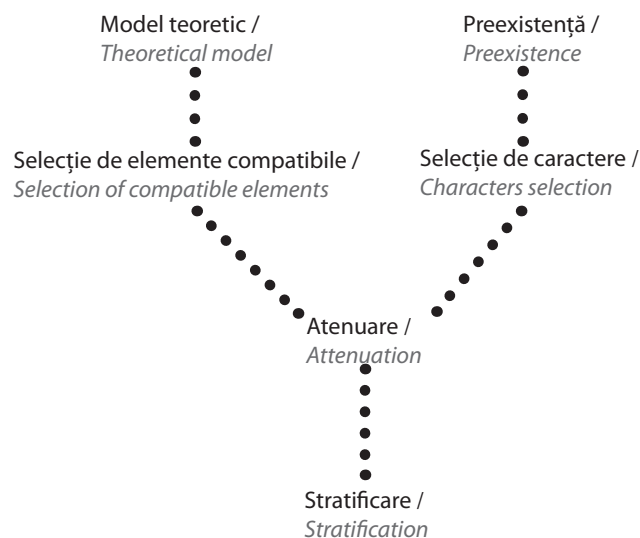 Model teoretic /
Theoretical model
Preexistență /
Preexistence
Selecție de elemente compatibile /
Selection of compatible elements
Selecție de caractere /
Characters selection
Atenuare /
Attenuation
Stratificare /
Stratification